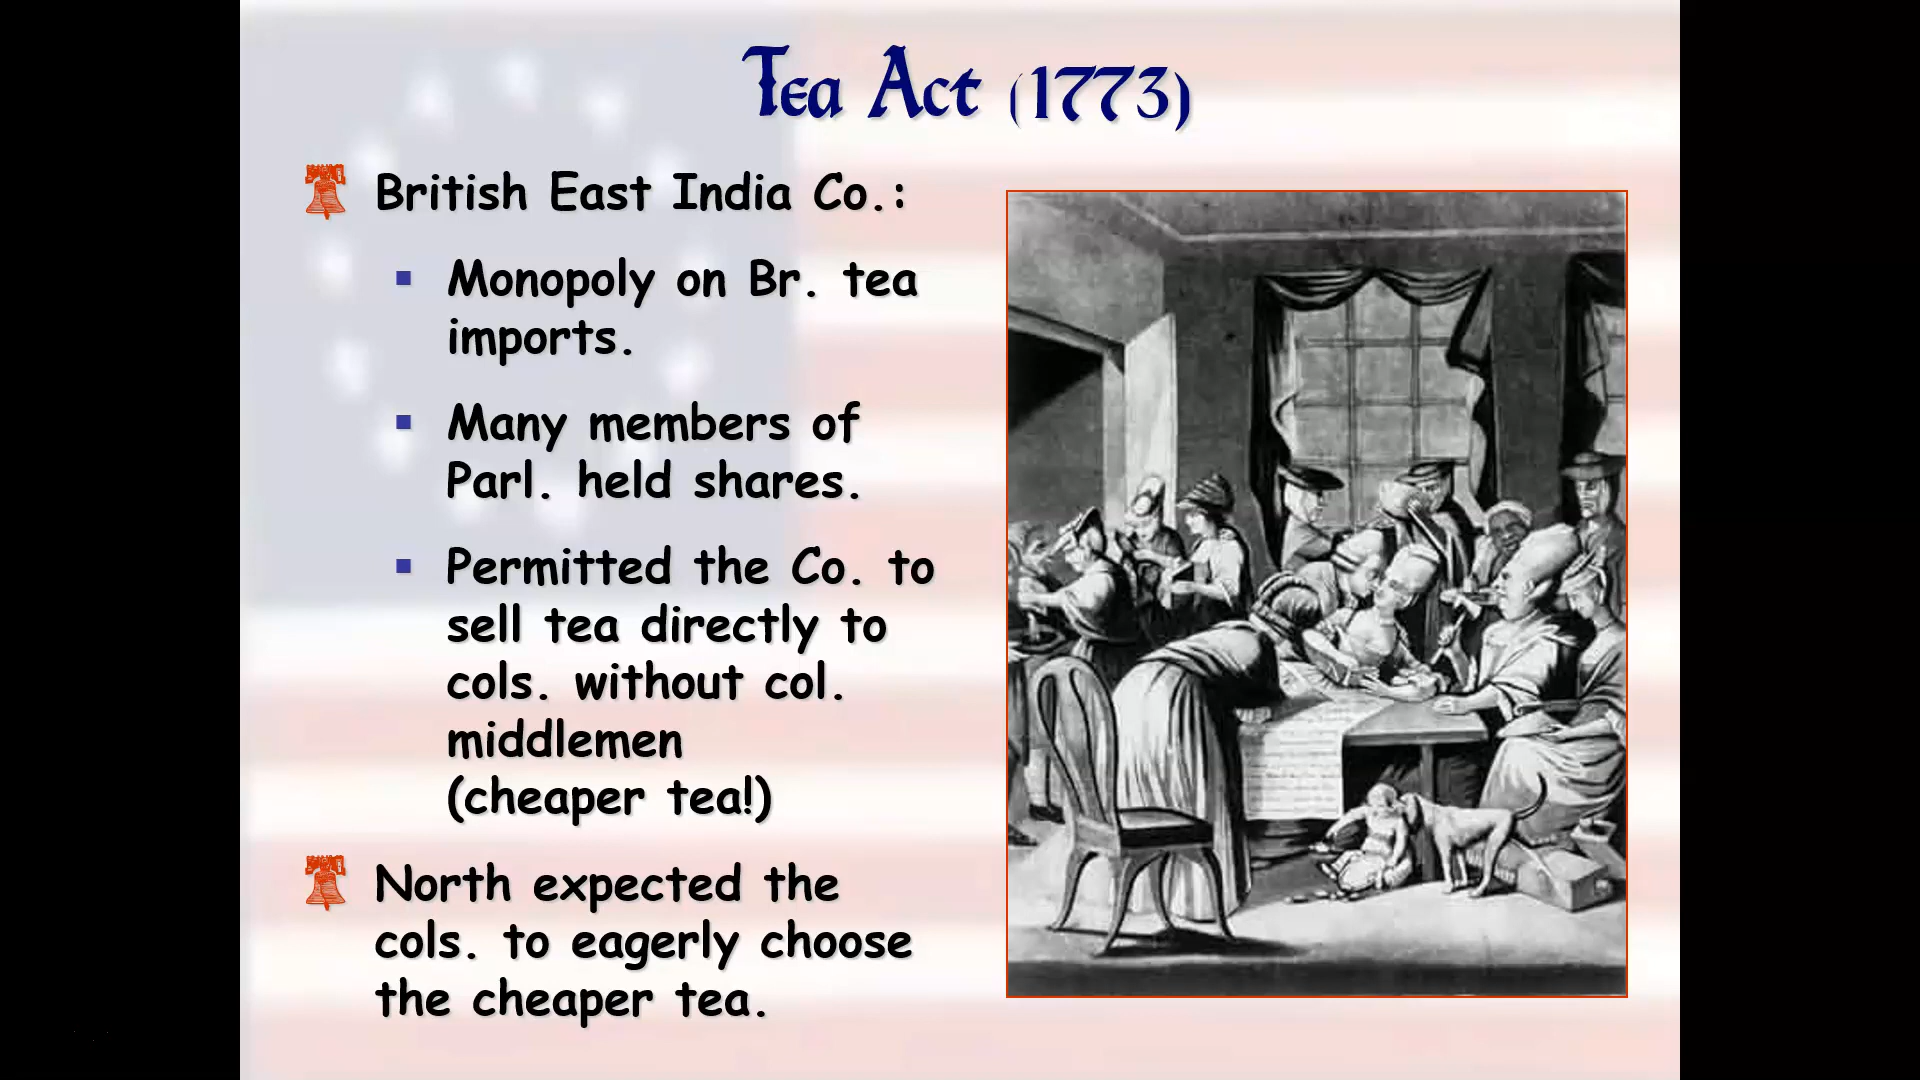 Tea Act (1773)
British East India Co.:
▪ Monopoly on Br. tea
imports.
▪ Many members of
Parl. held shares.
▪ Permitted the Co. to
sell tea directly to
cols. without col.
middlemen
(cheaper tea!)
North expected the
cols. to eagerly choose
the cheaper tea.